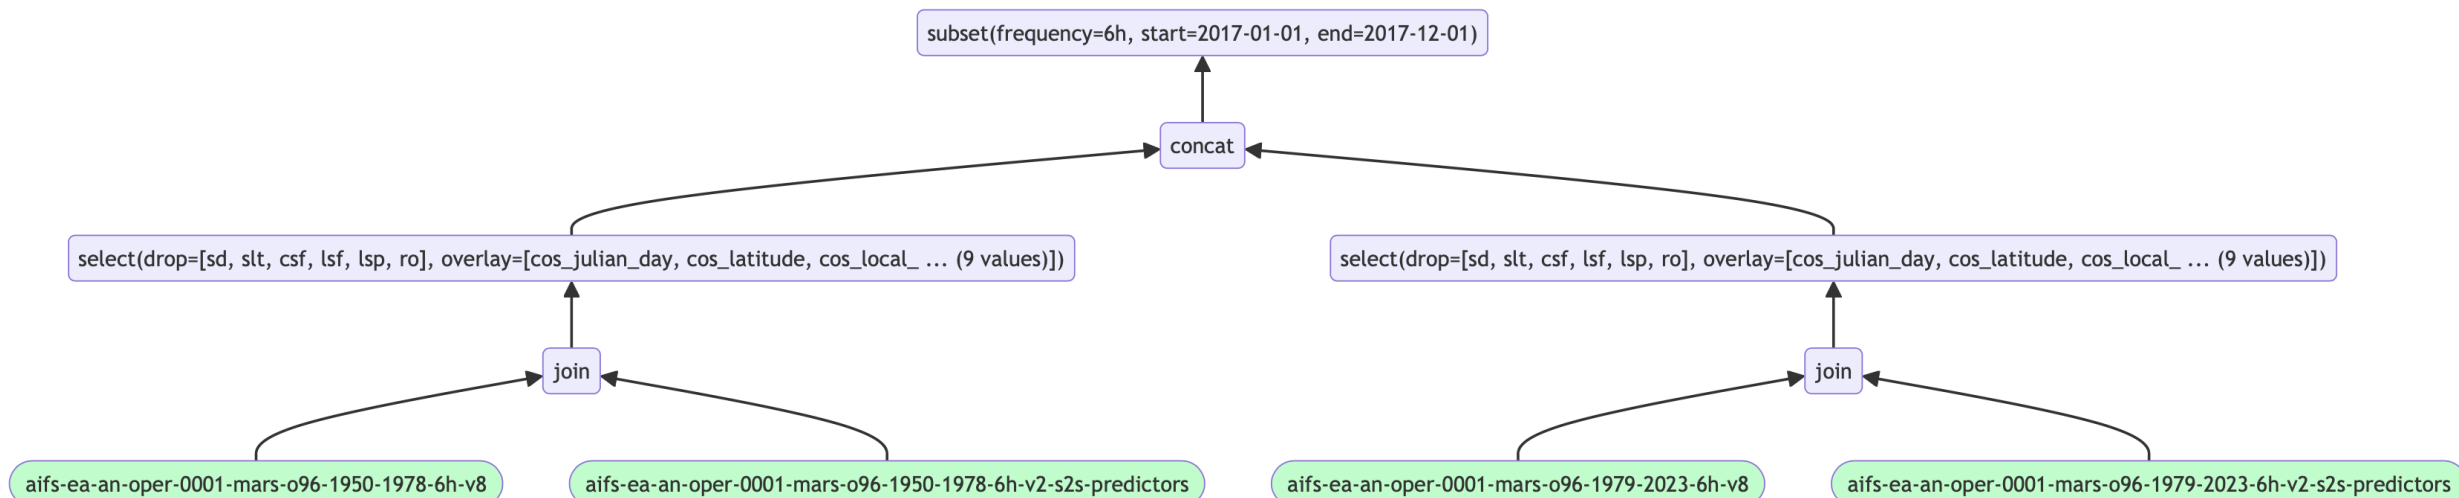 subset(frequency=6h, start=2017-01-01, end=2017-12-01)
concat
select(drop=[sd, slt, csf, lsf, lsp, ro], overlay=[cos_julian_day, cos_latitude, cos_local_ ... (9 values)])
select(drop=[sd, slt, csf, lsf, lsp, ro], overlay=[cos_julian_day, cos_latitude, cos_local_ ... (9 values)])
join
join
aifs-ea-an-oper-0001-mars-o96-1950-1978-6h-v8
aifs-ea-an-oper-0001-mars-o96-1950-1978-6h-v2-s2s-predictors
aifs-ea-an-oper-0001-mars-o96-1979-2023-6h-v8
aifs-ea-an-oper-0001-mars-o96-1979-2023-6h-v2-s2s-predictors